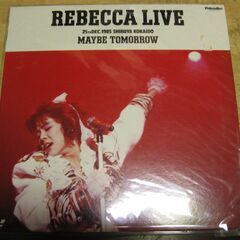 REBECCA LIVE
25TH DEC. 1985 SHIBUYA KOKAIDO
MAYBE TOMORROW